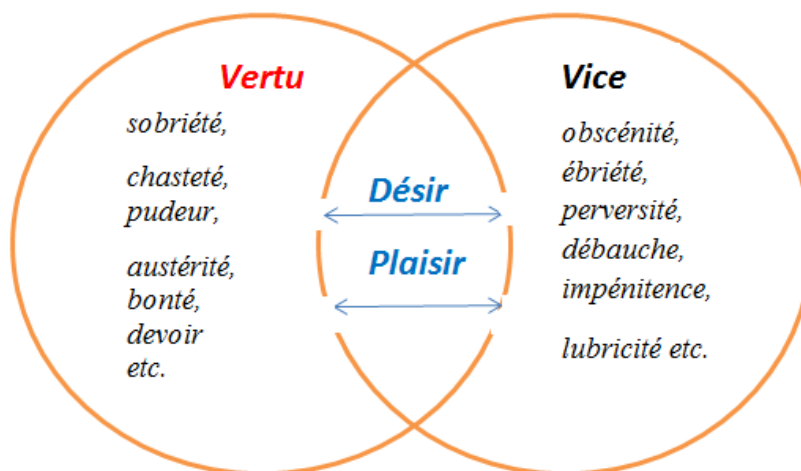 Vertu
sobriété,
chasteté,
pudeur,
austérité,
bonté,
devoir
etc.
Désir
Plaisir
Vice
obscénité,
ébriété,
perversité,
débauche,
impénitence,
lubricité etc.